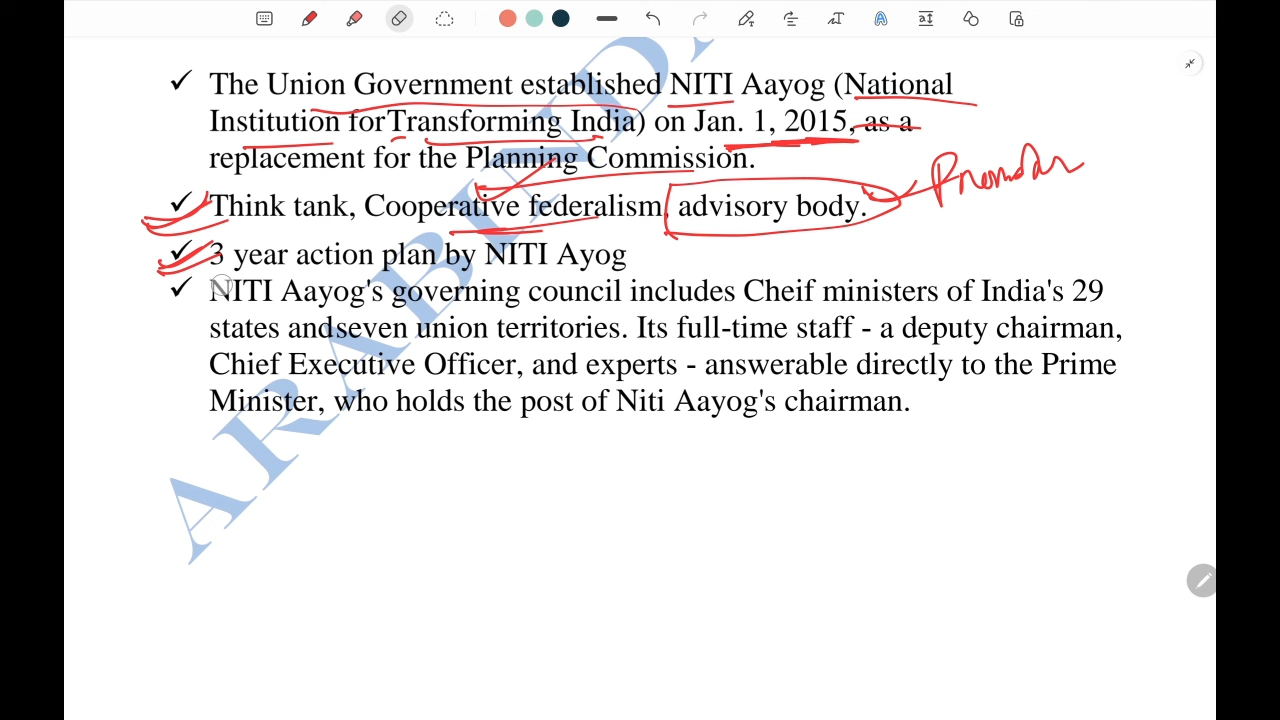 ✓ The Union Government established NITI Aayog (National
Institution forTransforming India) on Jan. 1, 2015, as a
replacement for the Planning Commission.
✓ Think tank, Cooperative federalism, advisory body.
✓ 3 year action plan by NITI Ayog
✓ NITI Aayog's governing council includes Cheif ministers of India's 29
states andseven union territories. Its full-time staff - a deputy chairman,
Chief Executive Officer, and experts - answerable directly to the Prime
Minister, who holds the post of Niti Aayog's chairman.